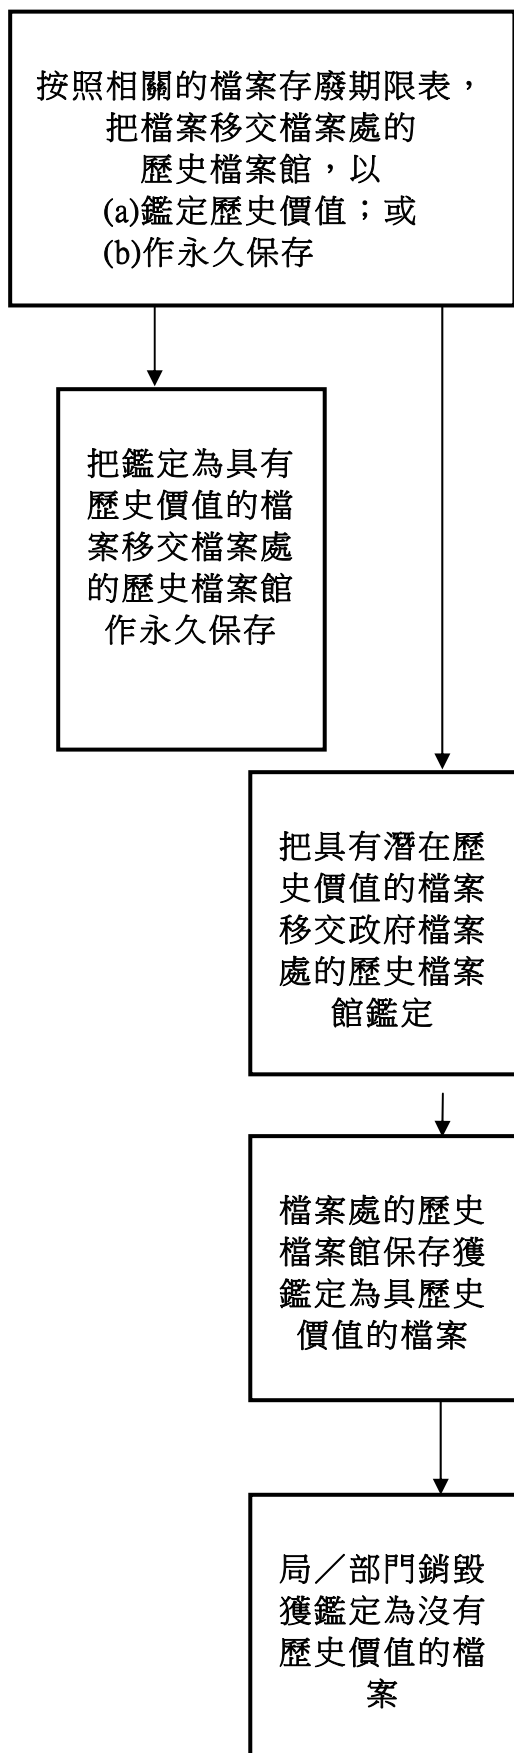 按照相關的檔案存廢期限表，
把檔案移交檔案處的
歷史檔案館，以
(a)鑑定歷史價值；或
(b)作永久保存
把鑑定為具有
歷史價值的檔
案移交檔案處
的歷史檔案館
作永久保存
把具有潛在歷
史價值的檔案
移交政府檔案
處的歷史檔案
館鑑定
檔案處的歷史
檔案館保存獲
鑑定為具歷史
價值的檔案
局／部門銷毀
獲鑑定為沒有
歷史價值的檔
案